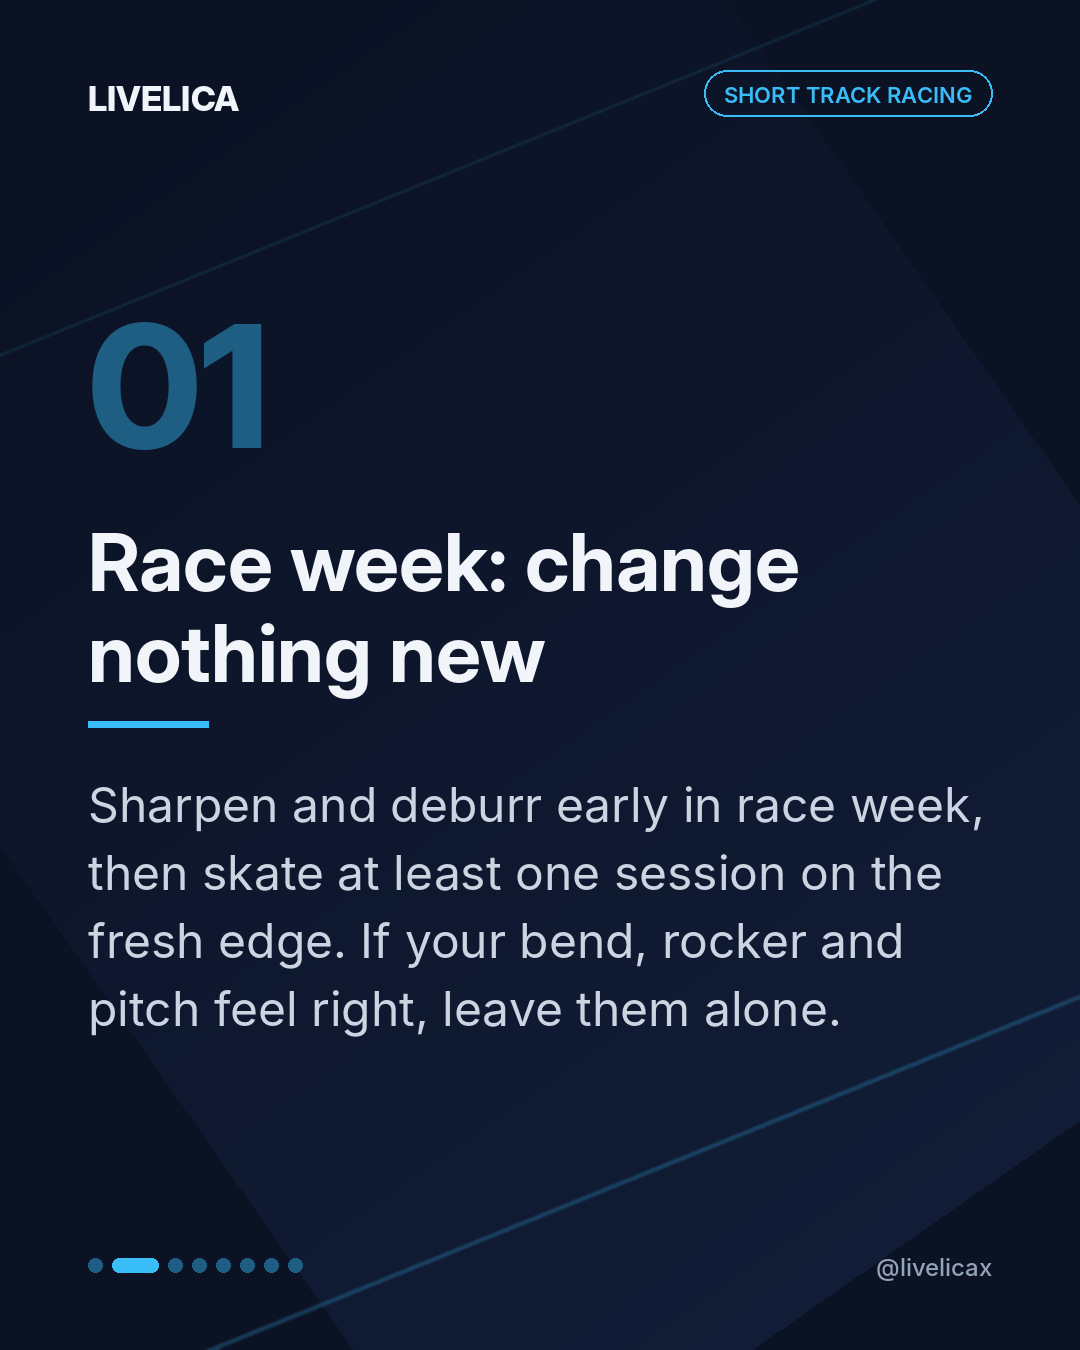 LIVELICA
SHORT TRACK RACING
01
Race week: change
nothing new
Sharpen and deburr early in race week,
then skate at least one session on the
fresh edge. If your bend, rocker and
pitch feel right, leave them alone.
@livelicax